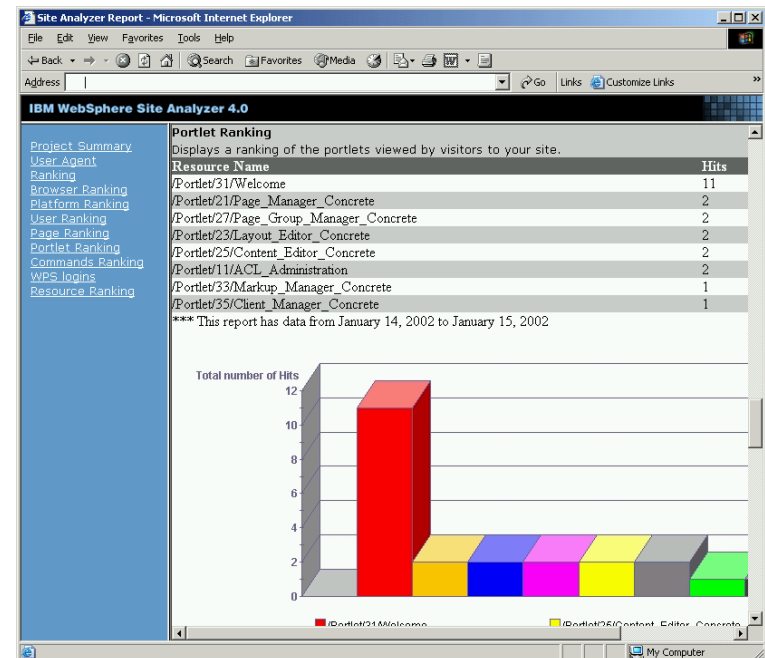 Site Analyzer Report - Microsoft Internet Explorer
File Edit View Favorites Tools Help
Back Search Favorites Media
Address Go Links Customize Links »
IBM WebSphere Site Analyzer 4.0
Project Summary
User Agent
Ranking
Browser Ranking
Platform Ranking
User Ranking
Page Ranking
Portlet Ranking
Commands Ranking
WPS logins
Resource Ranking
Portlet Ranking
Displays a ranking of the portlets viewed by visitors to your site.
Resource Name Hits
/Portlet/31/Welcome 11
/Portlet/21/Page_Manager_Concrete 2
/Portlet/27/Page_Group_Manager_Concrete 2
/Portlet/23/Layout_Editor_Concrete 2
/Portlet/25/Content_Editor_Concrete 2
/Portlet/11/ACL_Administration 2
/Portlet/33/Markup_Manager_Concrete 1
/Portlet/35/Client_Manager_Concrete 1
*** This report has data from January 14, 2002 to January 15, 2002
Total number of Hits
12
10
8
6
4
2
0
/Portlet/31/Welcome /Portlet/25/Content_Editor_Concrete
My Computer